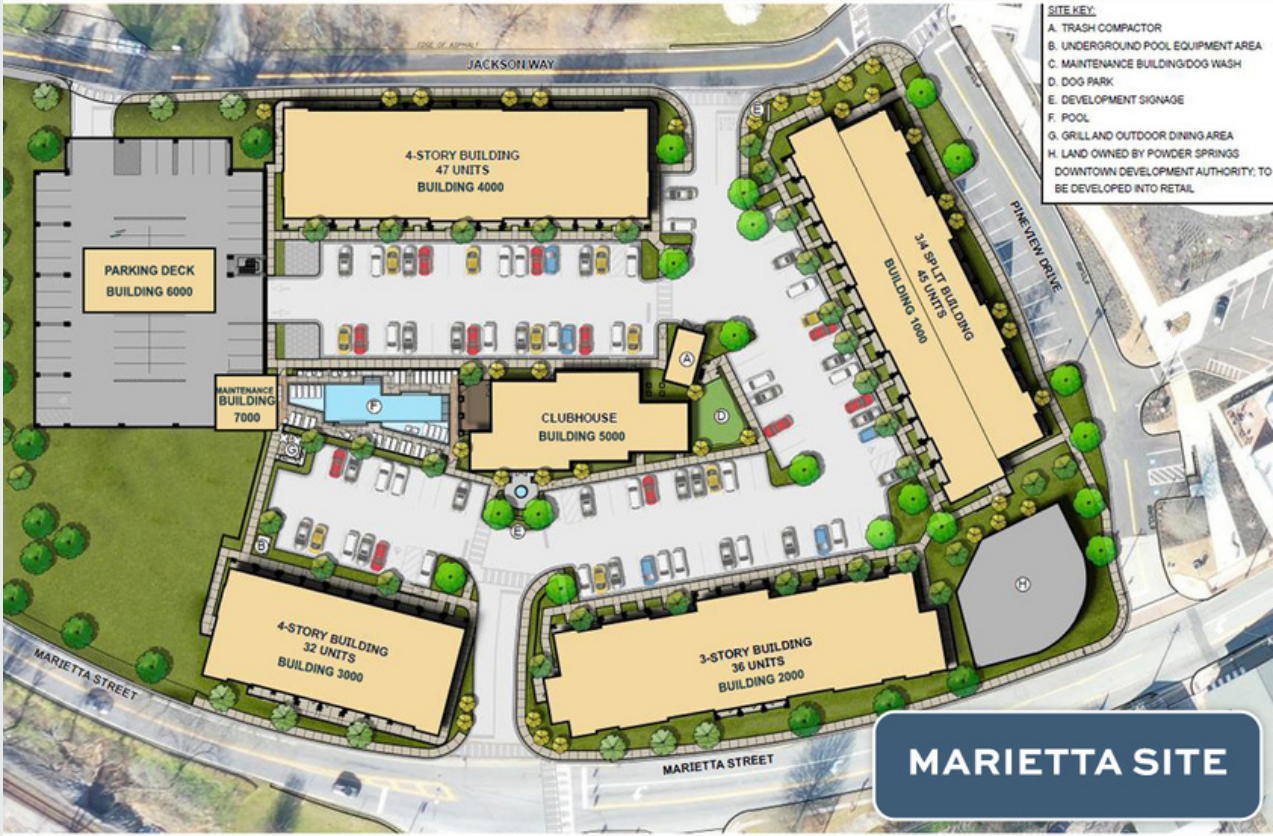 SITE KEY:
A. TRASH COMPACTOR
B. UNDERGROUND POOL EQUIPMENT AREA
C. MAINTENANCE BUILDING/DOG WASH
D. DOG PARK
E. DEVELOPMENT SIGNAGE
F. POOL
G. GRILL AND OUTDOOR DINING AREA
H. LAND OWNED BY POWDER SPRINGS
DOWNTOWN DEVELOPMENT AUTHORITY; TO
BE DEVELOPED INTO RETAIL
EDGE OF ASPHALT
JACKSON WAY
E
4-STORY BUILDING
47 UNITS
BUILDING 4000
PINEVIEW DRIVE
3/4 SPLIT BUILDING
45 UNITS
BUILDING 1000
PARKING DECK
BUILDING 6000
A
MAINTENANCE
BUILDING
7000
F
CLUBHOUSE
BUILDING 5000
D
G
E
B
H
4-STORY BUILDING
32 UNITS
BUILDING 3000
3-STORY BUILDING
36 UNITS
BUILDING 2000
MARIETTA STREET
MARIETTA STREET
MARIETTA SITE